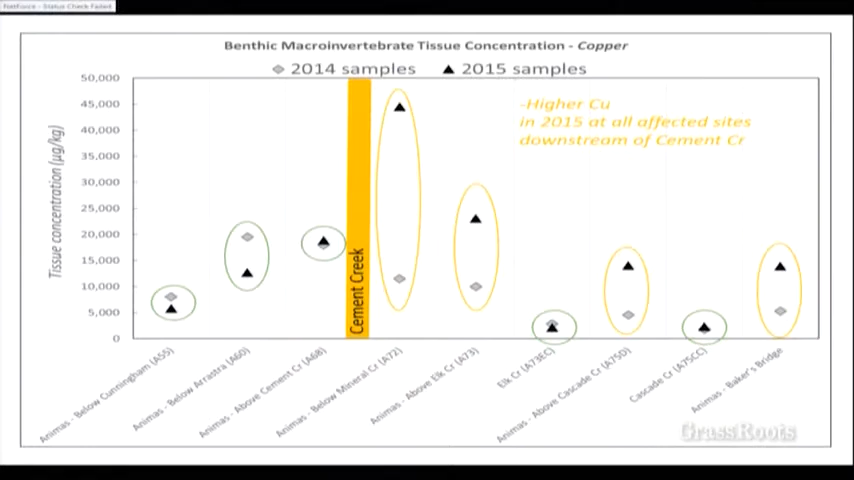 FortForce - Status Check Failed
Benthic Macroinvertebrate Tissue Concentration - Copper
2014 samples 2015 samples
50,000
45,000
40,000
35,000
30,000
25,000
20,000
15,000
10,000
5,000
0
Tissue concentration (µg/kg)
-Higher Cu
in 2015 at all affected sites
downstream of Cement Cr
Cement Creek
Animas - Below Cunningham (A55)
Animas - Below Arrastra (A60)
Animas - Above Cement Cr (A68)
Animas - Below Mineral Cr (A72)
Animas - Above Elk Cr (A73)
Elk Cr (A73EC)
Animas - Above Cascade Cr (A75D)
Cascade Cr (A75CC)
Animas - Baker's Bridge
GrassRoots